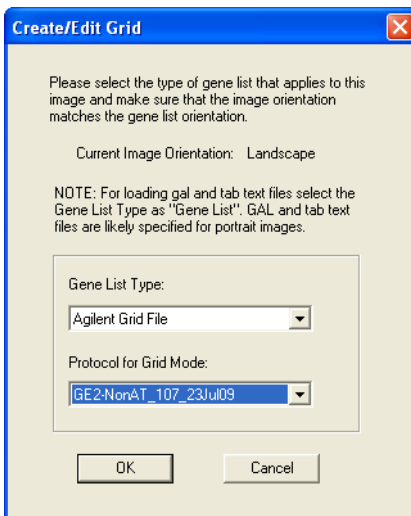 Create/Edit Grid
Please select the type of gene list that applies to this
image and make sure that the image orientation
matches the gene list orientation.
Current Image Orientation: Landscape
NOTE: For loading gal and tab text files select the
Gene List Type as "Gene List". GAL and tab text
files are likely specified for portrait images.
Gene List Type:
Agilent Grid File
Protocol for Grid Mode:
GE2-NonAT_107_23Jul09
OK Cancel